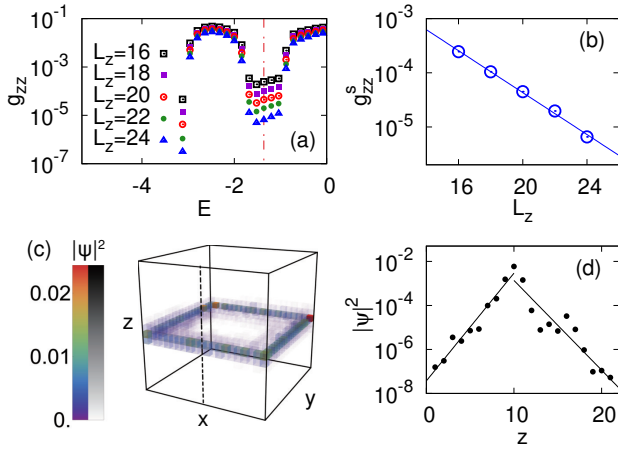 10^-1
10^-3
10^-5
10^-7
g_zz
L_z=16
L_z=18
L_z=20
L_z=22
L_z=24
(a)
-4
-2
0
E
10^-4
10^-5
g^s_zz
(b)
16
20
24
L_z
(c)
|ψ|^2
0.02
0.01
0.
z
x
y
10^-2
10^-4
10^-6
10^-8
|ψ|^2
(d)
0
10
20
z